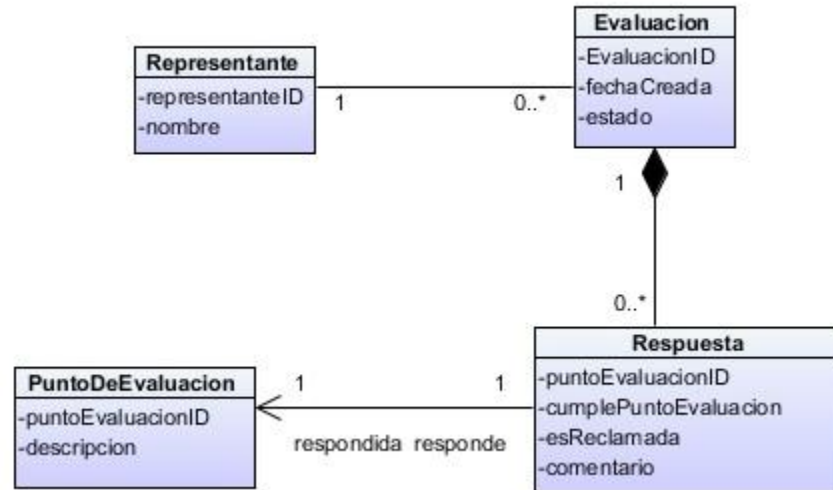 Evaluacion
-EvaluacionID
-fechaCreada
-estado
Representante
-representanteID
-nombre
1
0..*
1
0..*
Respuesta
-puntoEvaluacionID
-cumplePuntoEvaluacion
-esReclamada
-comentario
PuntoDeEvaluacion
-puntoEvaluacionID
-descripcion
1
1
respondida responde